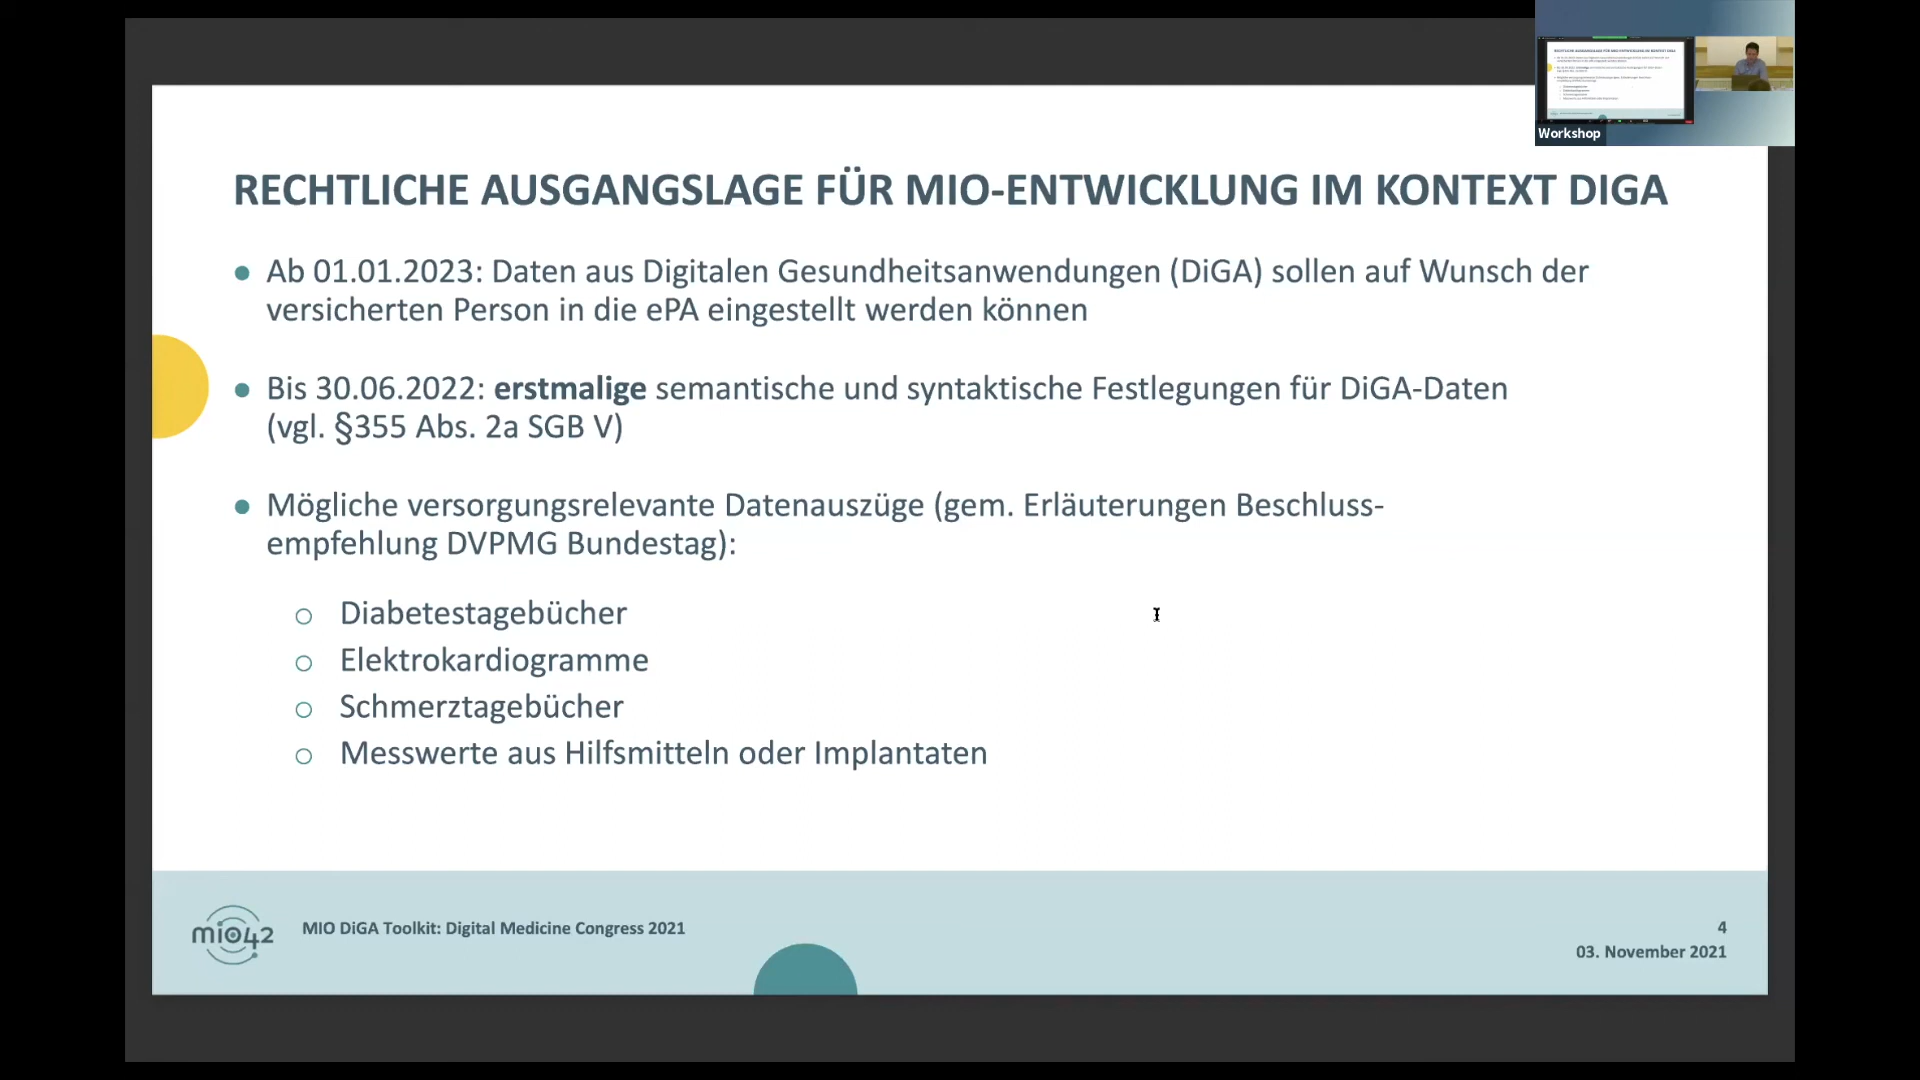 Workshop
RECHTLICHE AUSGANGSLAGE FÜR MIO-ENTWICKLUNG IM KONTEXT DIGA
● Ab 01.01.2023: Daten aus Digitalen Gesundheitsanwendungen (DiGA) sollen auf Wunsch der
versicherten Person in die ePA eingestellt werden können
● Bis 30.06.2022: erstmalige semantische und syntaktische Festlegungen für DiGA-Daten
(vgl. §355 Abs. 2a SGB V)
● Mögliche versorgungsrelevante Datenauszüge (gem. Erläuterungen Beschluss-
empfehlung DVPMG Bundestag):
○ Diabetestagebücher
○ Elektrokardiogramme
○ Schmerztagebücher
○ Messwerte aus Hilfsmitteln oder Implantaten
mio42
MIO DiGA Toolkit: Digital Medicine Congress 2021
4
03. November 2021